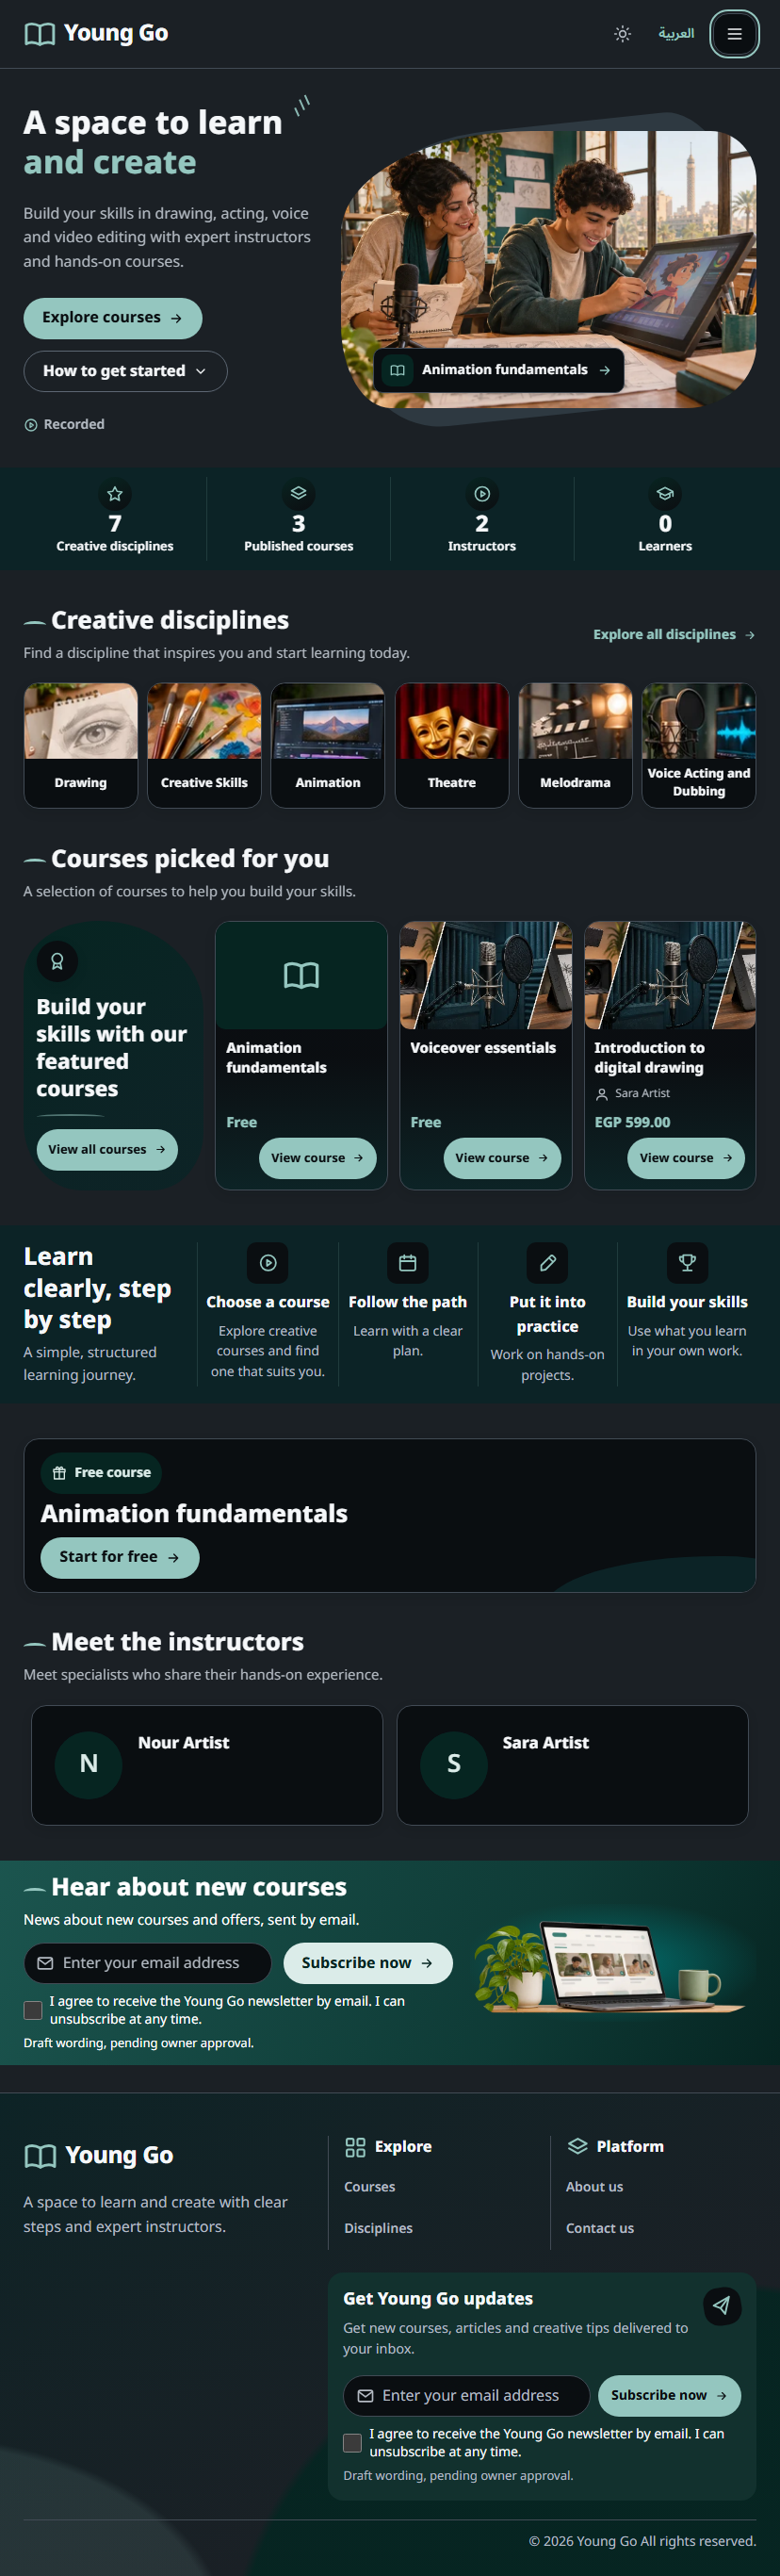 Young Go
العربية
A space to learn
and create
Build your skills in drawing, acting, voice
and video editing with expert instructors
and hands-on courses.
Explore courses
How to get started
Recorded
Animation fundamentals
7
Creative disciplines
3
Published courses
2
Instructors
0
Learners
Creative disciplines
Find a discipline that inspires you and start learning today.
Explore all disciplines
Drawing
Creative Skills
Animation
Theatre
Melodrama
Voice Acting and
Dubbing
Courses picked for you
A selection of courses to help you build your skills.
Build your
skills with our
featured
courses
View all courses
Animation
fundamentals
Free
View course
Voiceover essentials
Free
View course
Introduction to
digital drawing
Sara Artist
EGP 599.00
View course
Learn
clearly, step
by step
A simple, structured
learning journey.
Choose a course
Explore creative
courses and find
one that suits you.
Follow the path
Learn with a clear
plan.
Put it into
practice
Work on hands-on
projects.
Build your skills
Use what you learn
in your own work.
Free course
Animation fundamentals
Start for free
Meet the instructors
Meet specialists who share their hands-on experience.
N
Nour Artist
S
Sara Artist
Hear about new courses
News about new courses and offers, sent by email.
Enter your email address
Subscribe now
I agree to receive the Young Go newsletter by email. I can
unsubscribe at any time.
Draft wording, pending owner approval.
Young Go
A space to learn and create with clear
steps and expert instructors.
Explore
Courses
Disciplines
Platform
About us
Contact us
Get Young Go updates
Get new courses, articles and creative tips delivered to
your inbox.
Enter your email address
Subscribe now
I agree to receive the Young Go newsletter by email. I can
unsubscribe at any time.
Draft wording, pending owner approval.
© 2026 Young Go All rights reserved.